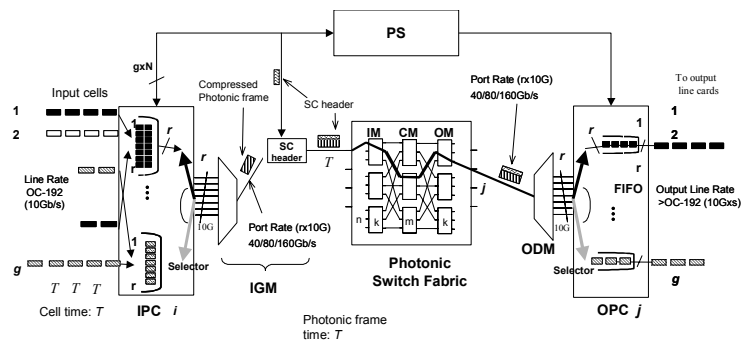 PS
gxN
Compressed
Photonic frame
SC header
Input cells
To output
line cards
1
2
1
r
r
Line Rate
OC-192
(10Gb/s)
1
r
g
T T T
Cell time: T
IPC i
Selector
r
10G
IGM
SC
header
T
Port Rate (rx10G)
40/80/160Gb/s
IM CM OM
n k m k
j
Photonic
Switch Fabric
Photonic frame
time: T
Port Rate (rx10G)
40/80/160Gb/s
ODM
r
10G
Selector
r
1
r
FIFO
1
2
Output Line Rate
>OC-192 (10Gxs)
g
OPC j